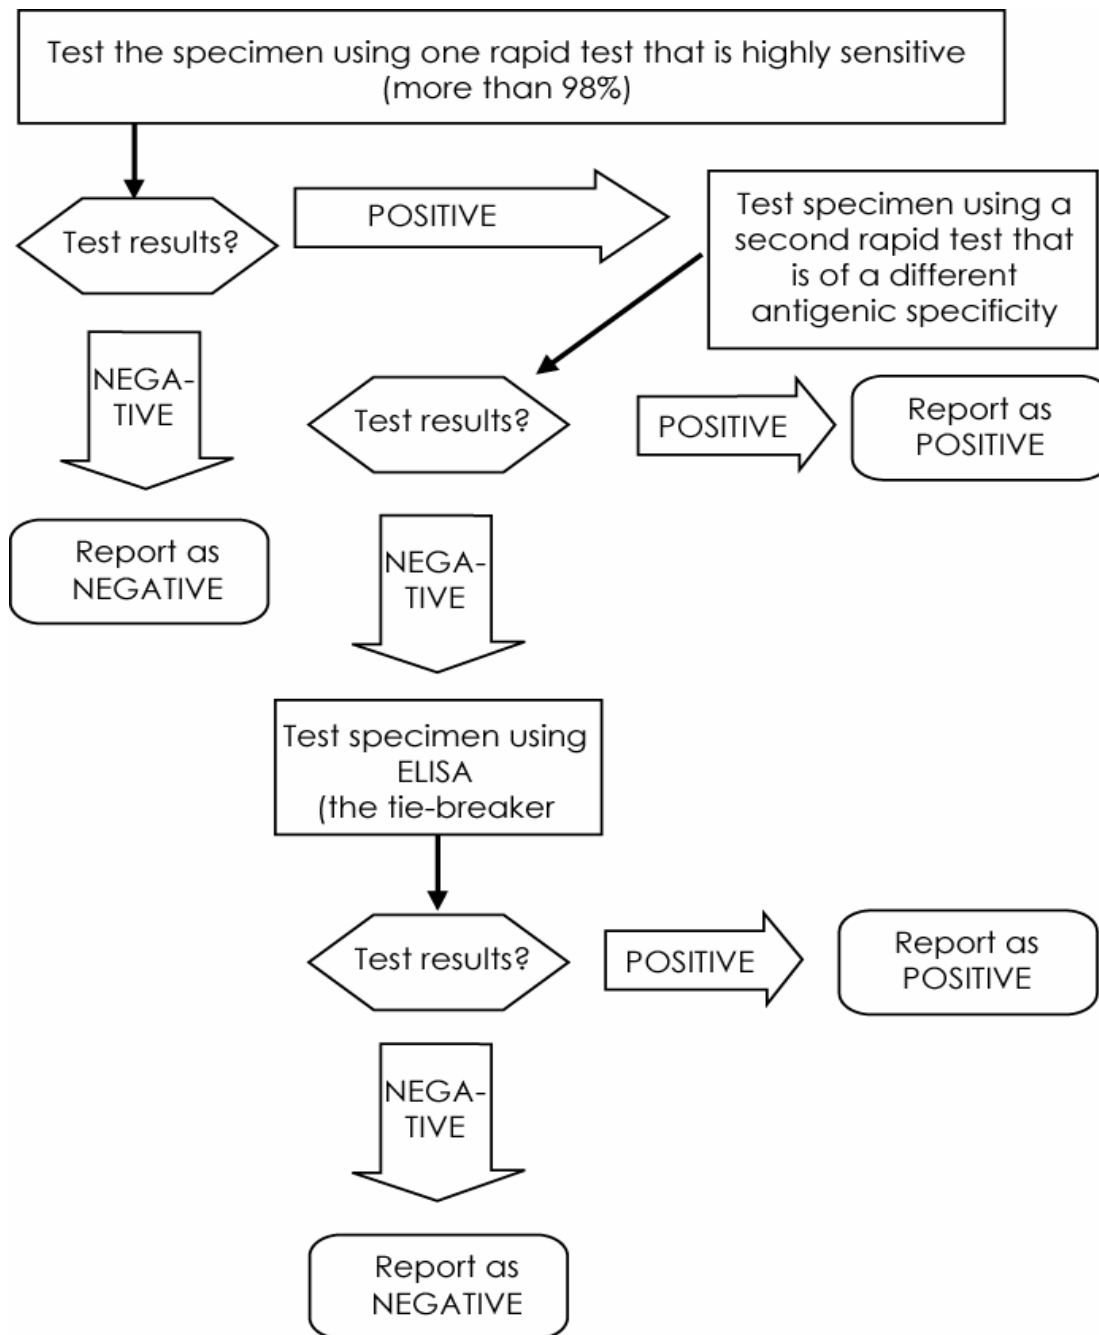 Test the specimen using one rapid test that is highly sensitive
(more than 98%)
Test results?
POSITIVE
Test specimen using a
second rapid test that
is of a different
antigenic specificity
NEGA-
TIVE
Test results?
POSITIVE
Report as
POSITIVE
Report as
NEGATIVE
NEGA-
TIVE
Test specimen using
ELISA
(the tie-breaker
Test results?
POSITIVE
Report as
POSITIVE
NEGA-
TIVE
Report as
NEGATIVE